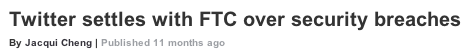 Twitter settles with FTC over security breaches
By Jacqui Cheng | Published 11 months ago